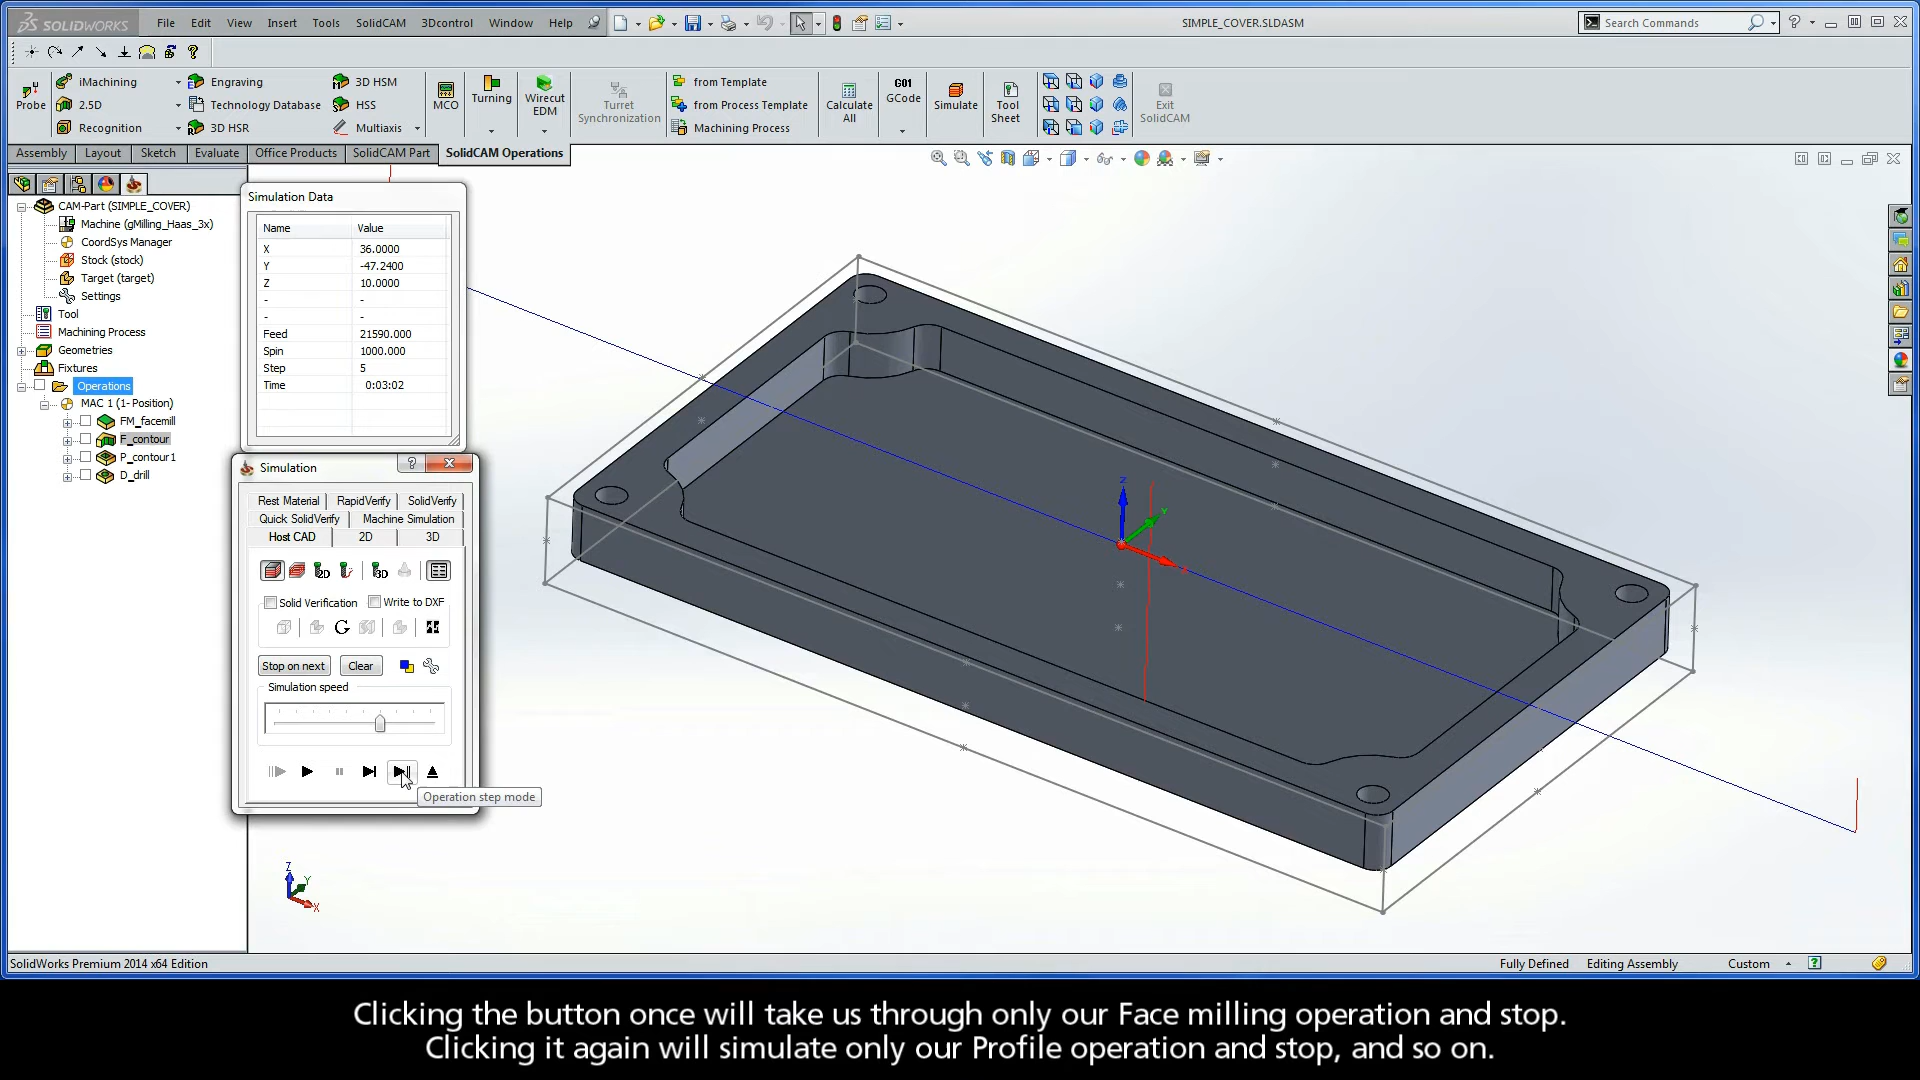 SOLIDWORKS File Edit View Insert Tools SolidCAM 3Dcontrol Window Help SIMPLE_COVER.SLDASM Search Commands
Probe
iMachining
2.5D
Recognition
Engraving
Technology Database
3D HSR
3D HSM
HSS
Multiaxis
MCO
Turning
Wirecut
EDM
Turret
Synchronization
from Template
from Process Template
Machining Process
Calculate
All
G01
GCode
Simulate
Tool
Sheet
Exit
SolidCAM
Assembly Layout Sketch Evaluate Office Products SolidCAM Part SolidCAM Operations
CAM-Part (SIMPLE_COVER)
Machine (gMilling_Haas_3x)
CoordSys Manager
Stock (stock)
Target (target)
Settings
Tool
Machining Process
Geometries
Fixtures
Operations
MAC 1 (1- Position)
FM_facemill
F_contour
P_contour1
D_drill
Simulation Data
Name Value
X 36.0000
Y -47.2400
Z 10.0000
- -
- -
Feed 21590.000
Spin 1000.000
Step 5
Time 0:03:02
Simulation
Rest Material RapidVerify SolidVerify
Quick SolidVerify Machine Simulation
Host CAD 2D 3D
2D 3D
Solid Verification Write to DXF
Stop on next Clear
Simulation speed
Operation step mode
Z
Y
X
Z
Y
SolidWorks Premium 2014 x64 Edition Fully Defined Editing Assembly Custom
Clicking the button once will take us through only our Face milling operation and stop.
Clicking it again will simulate only our Profile operation and stop, and so on.